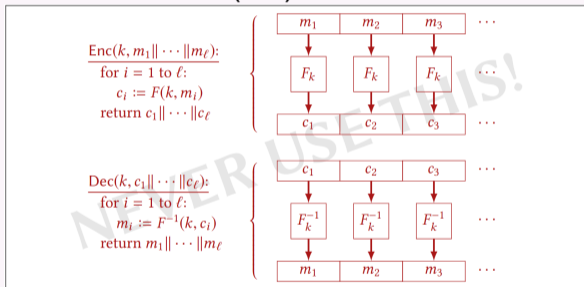 Enc(k, m₁‖ · · · ‖m_ℓ):
for i = 1 to ℓ:
c_i := F(k, m_i)
return c₁‖ · · · ‖c_ℓ
m₁ m₂ m₃ · · ·
F_k F_k F_k · · ·
c₁ c₂ c₃ · · ·
Dec(k, c₁‖ · · · ‖c_ℓ):
for i = 1 to ℓ:
m_i := F⁻¹(k, c_i)
return m₁‖ · · · ‖m_ℓ
c₁ c₂ c₃ · · ·
F_k⁻¹ F_k⁻¹ F_k⁻¹ · · ·
m₁ m₂ m₃ · · ·
NEVER USE THIS!